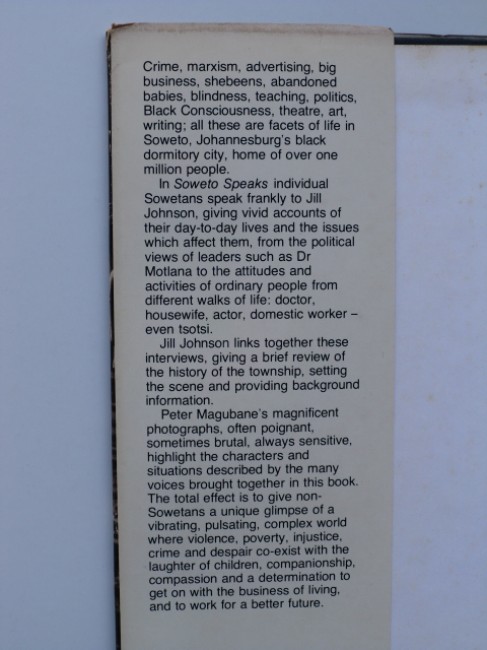 Crime, marxism, advertising, big
business, shebeens, abandoned
babies, blindness, teaching, politics,
Black Consciousness, theatre, art,
writing; all these are facets of life in
Soweto, Johannesburg's black
dormitory city, home of over one
million people.
In Soweto Speaks individual
Sowetans speak frankly to Jill
Johnson, giving vivid accounts of
their day-to-day lives and the issues
which affect them, from the political
views of leaders such as Dr
Motlana to the attitudes and
activities of ordinary people from
different walks of life: doctor,
housewife, actor, domestic worker –
even tsotsi.
Jill Johnson links together these
interviews, giving a brief review of
the history of the township, setting
the scene and providing background
information.
Peter Magubane's magnificent
photographs, often poignant,
sometimes brutal, always sensitive,
highlight the characters and
situations described by the many
voices brought together in this book.
The total effect is to give non-
Sowetans a unique glimpse of a
vibrating, pulsating, complex world
where violence, poverty, injustice,
crime and despair co-exist with the
laughter of children, companionship,
compassion and a determination to
get on with the business of living,
and to work for a better future.